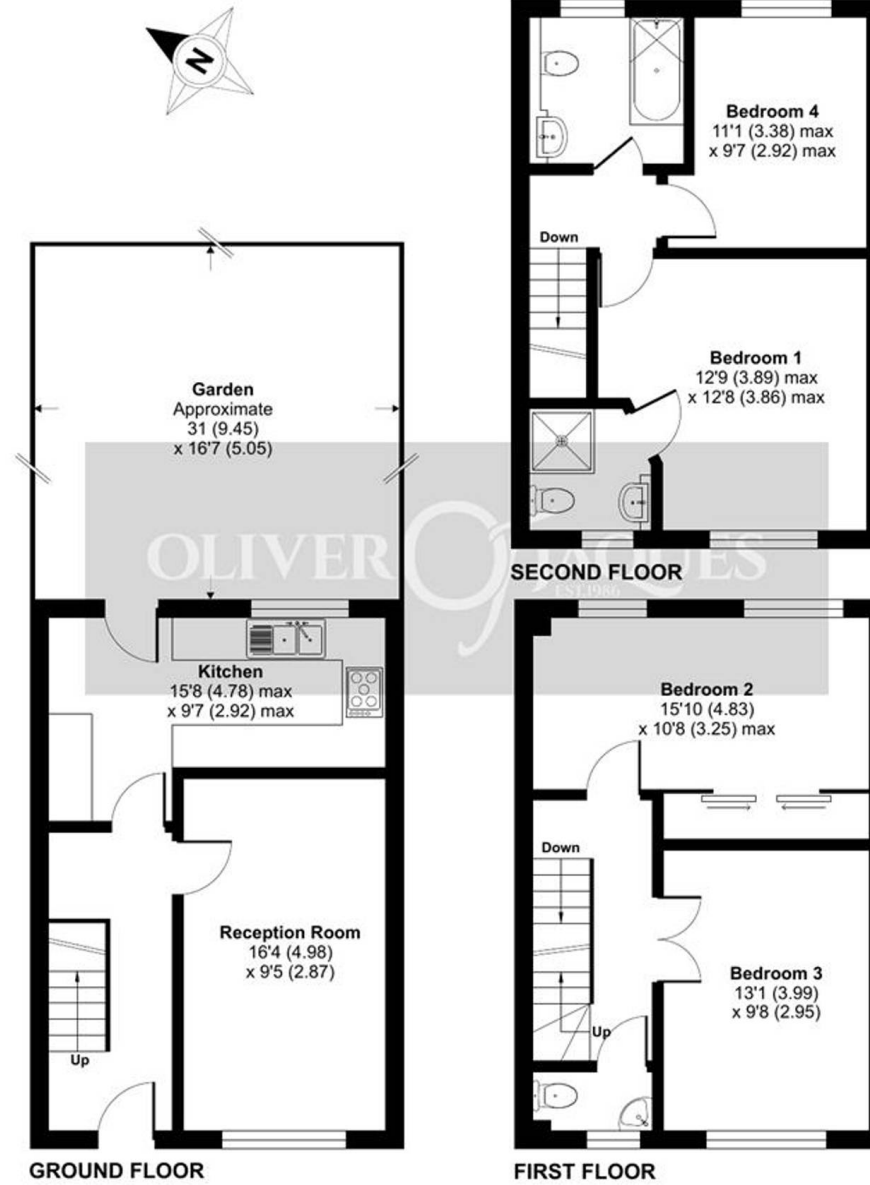 N
Bedroom 4
11'1 (3.38) max
x 9'7 (2.92) max
Down
Bedroom 1
12'9 (3.89) max
x 12'8 (3.86) max
SECOND FLOOR
Garden
Approximate
31 (9.45)
x 16'7 (5.05)
OLIVER JAQUES
EST.1986
Kitchen
15'8 (4.78) max
x 9'7 (2.92) max
Reception Room
16'4 (4.98)
x 9'5 (2.87)
Up
GROUND FLOOR
Bedroom 2
15'10 (4.83)
x 10'8 (3.25) max
Down
Bedroom 3
13'1 (3.99)
x 9'8 (2.95)
Up
FIRST FLOOR